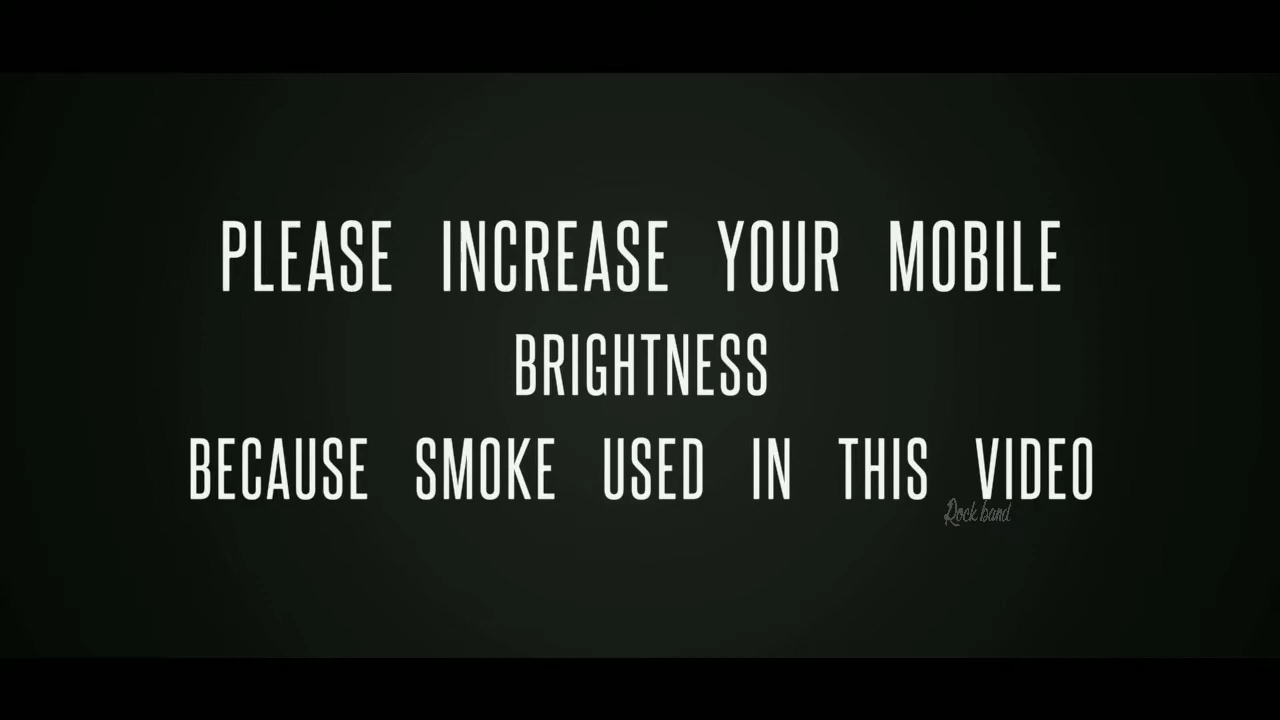 PLEASE INCREASE YOUR MOBILE
BRIGHTNESS
BECAUSE SMOKE USED IN THIS VIDEO
Rock band